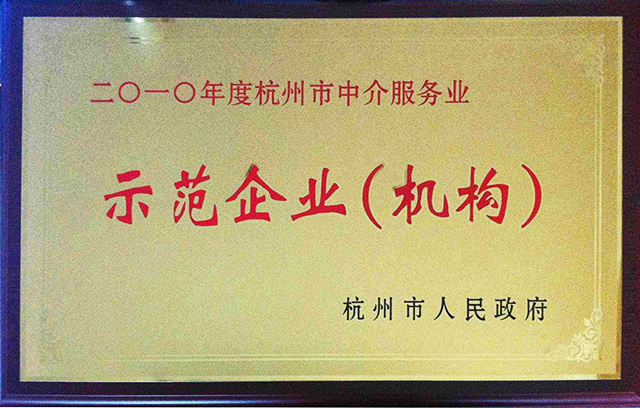 二〇一〇年度杭州市中介服务业
示范企业(机构)
杭州市人民政府